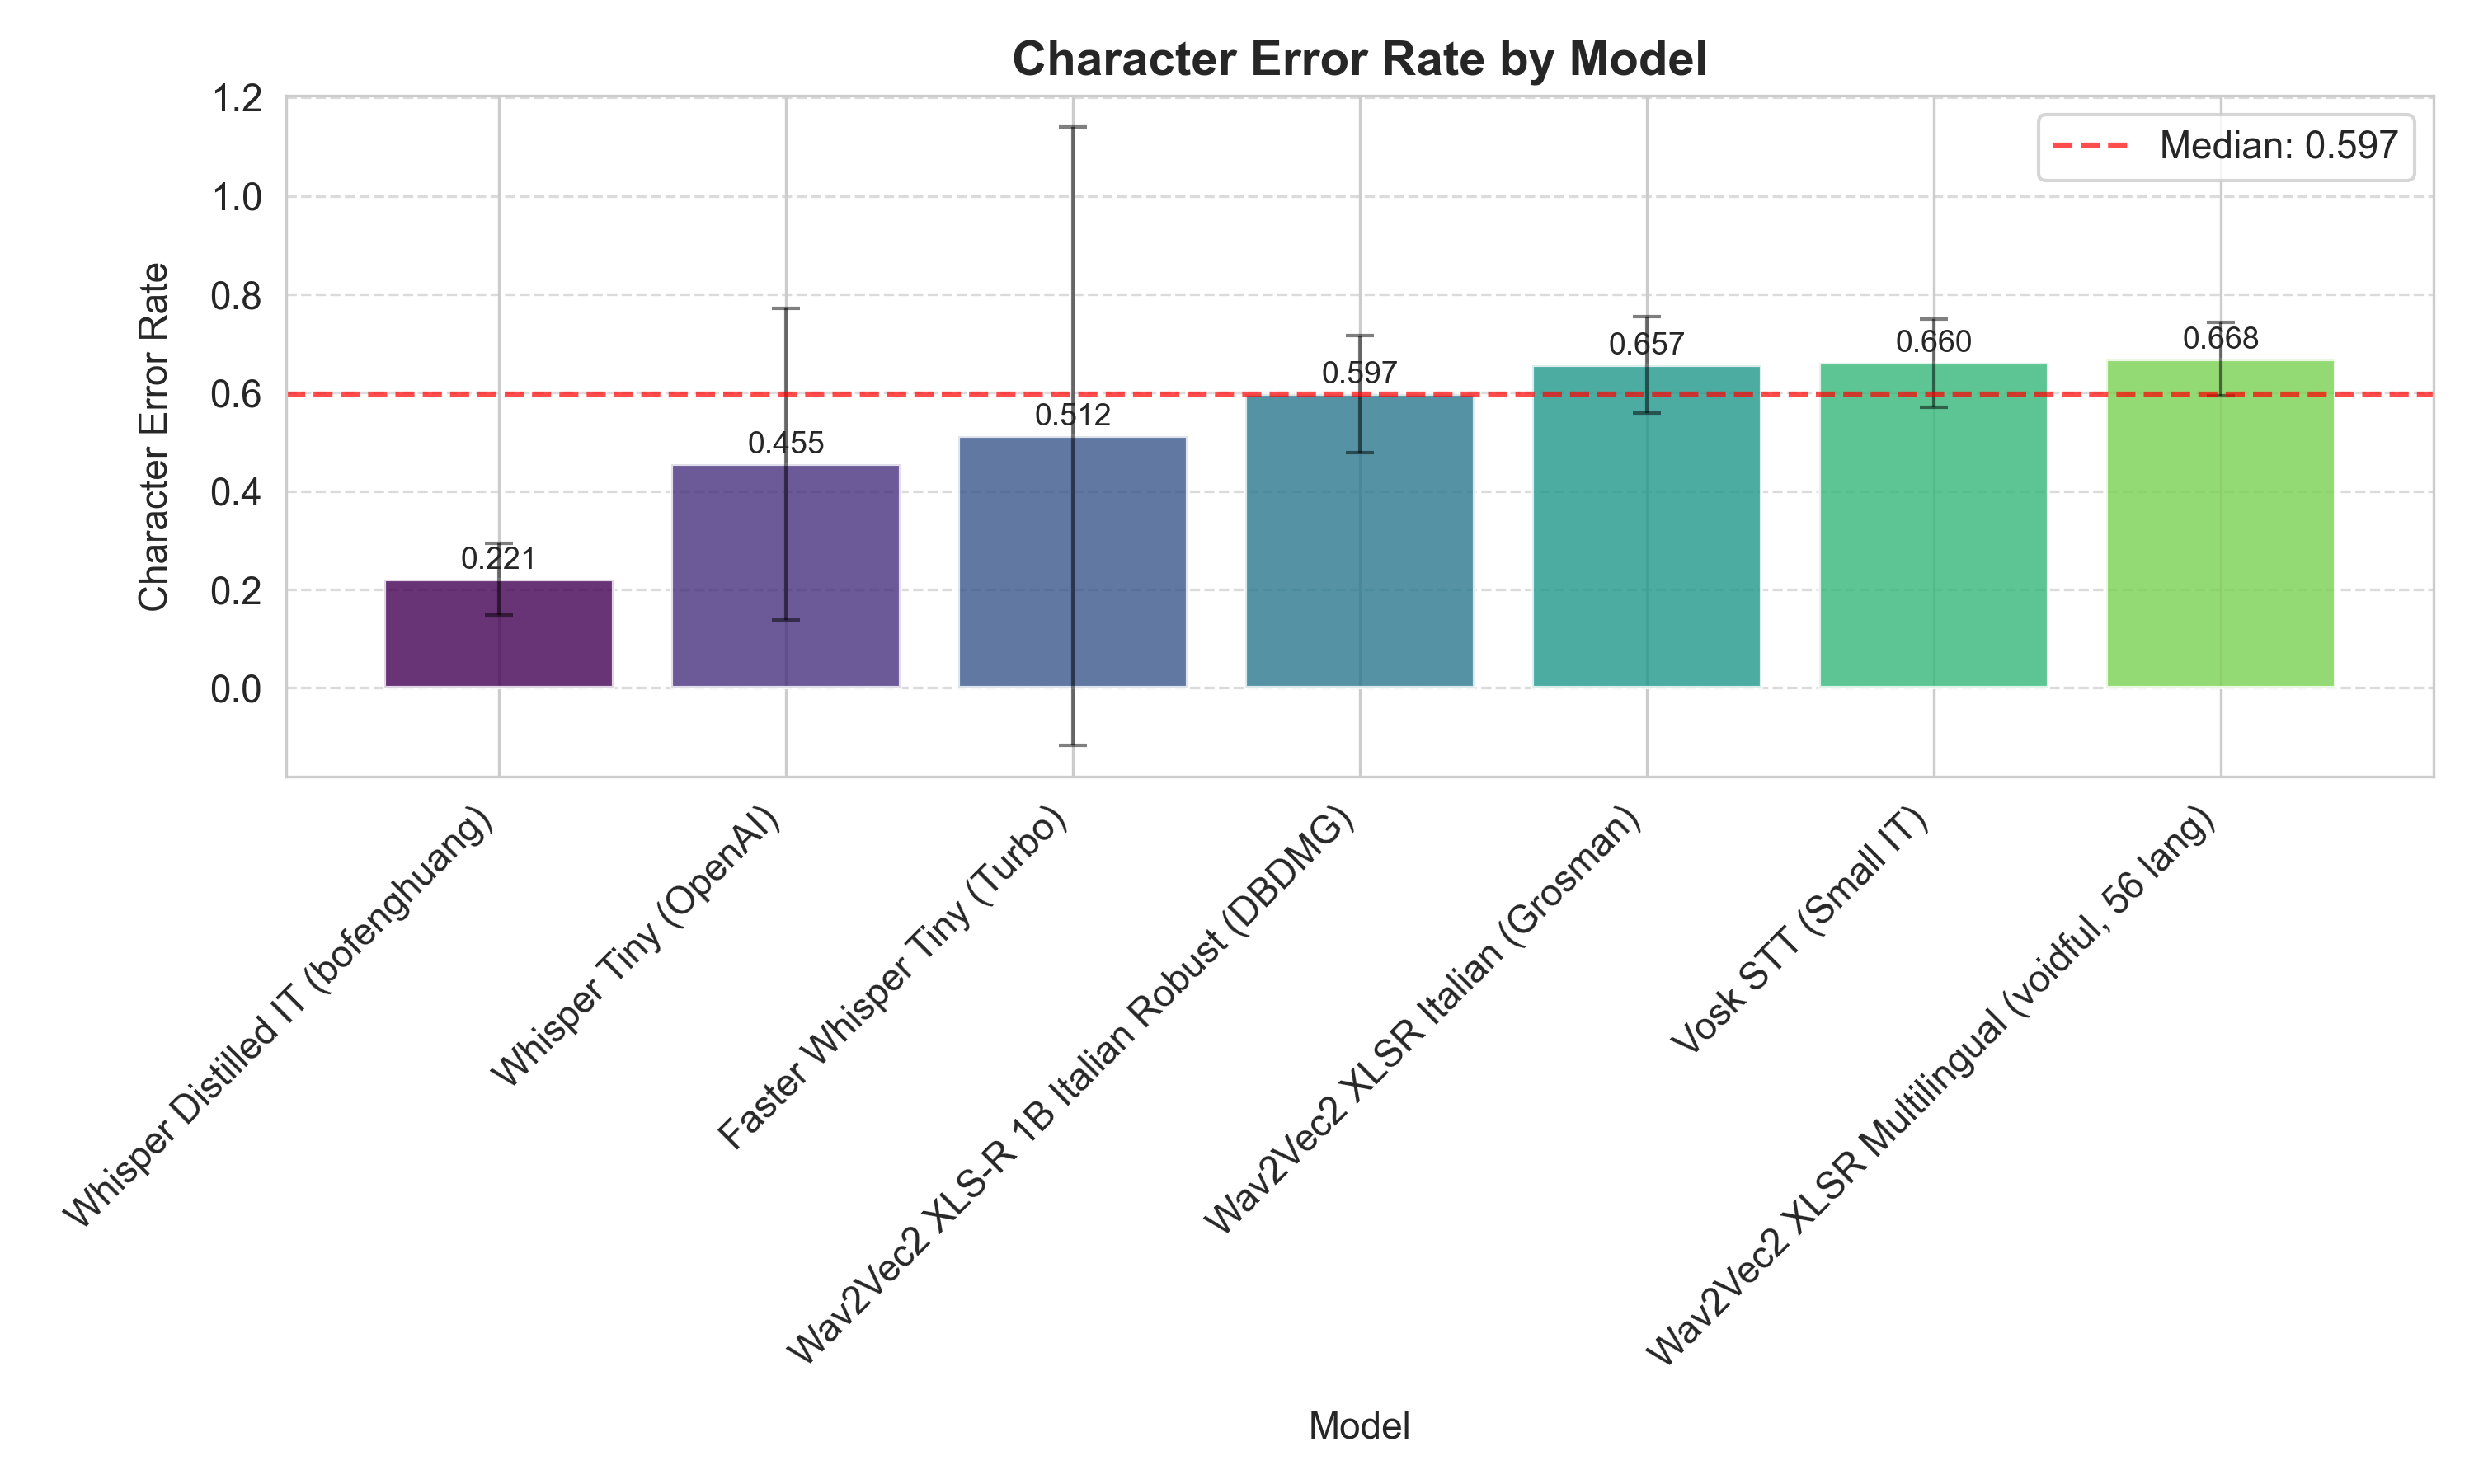 Character Error Rate by Model
Character Error Rate
1.2
1.0
0.8
0.6
0.4
0.2
0.0
Median: 0.597
0.221
0.455
0.512
0.597
0.657
0.660
0.668
Whisper Distilled IT (bofenghuang)
Whisper Tiny (OpenAI)
Faster Whisper Tiny (Turbo)
Wav2Vec2 XLS-R 1B Italian Robust (DBDMG)
Wav2Vec2 XLSR Italian (Grosman)
Vosk STT (Small IT)
Wav2Vec2 XLSR Multilingual (voidful, 56 lang)
Model